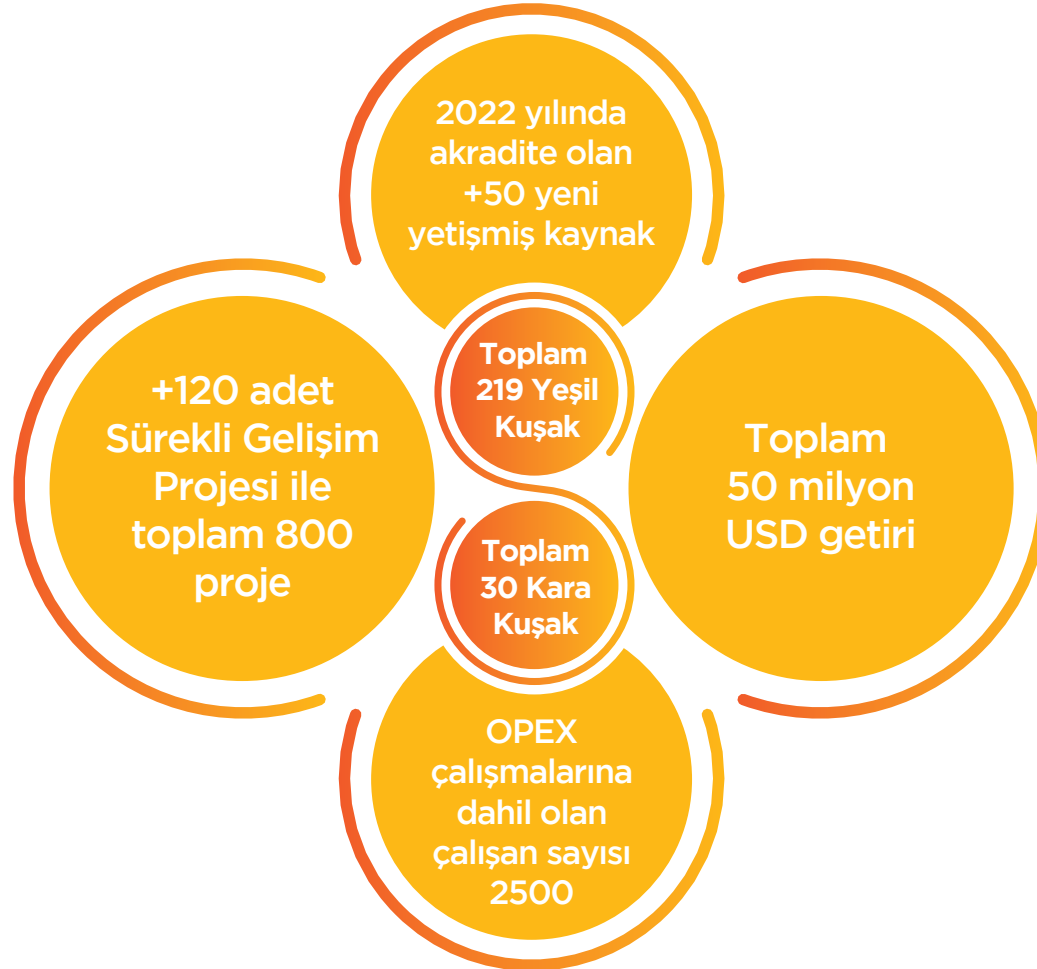 2022 yılında
akradite olan
+50 yeni
yetişmiş kaynak
+120 adet
Sürekli Gelişim
Projesi ile
toplam 800
proje
Toplam
219 Yeşil
Kuşak
Toplam
30 Kara
Kuşak
Toplam
50 milyon
USD getiri
OPEX
çalışmalarına
dahil olan
çalışan sayısı
2500